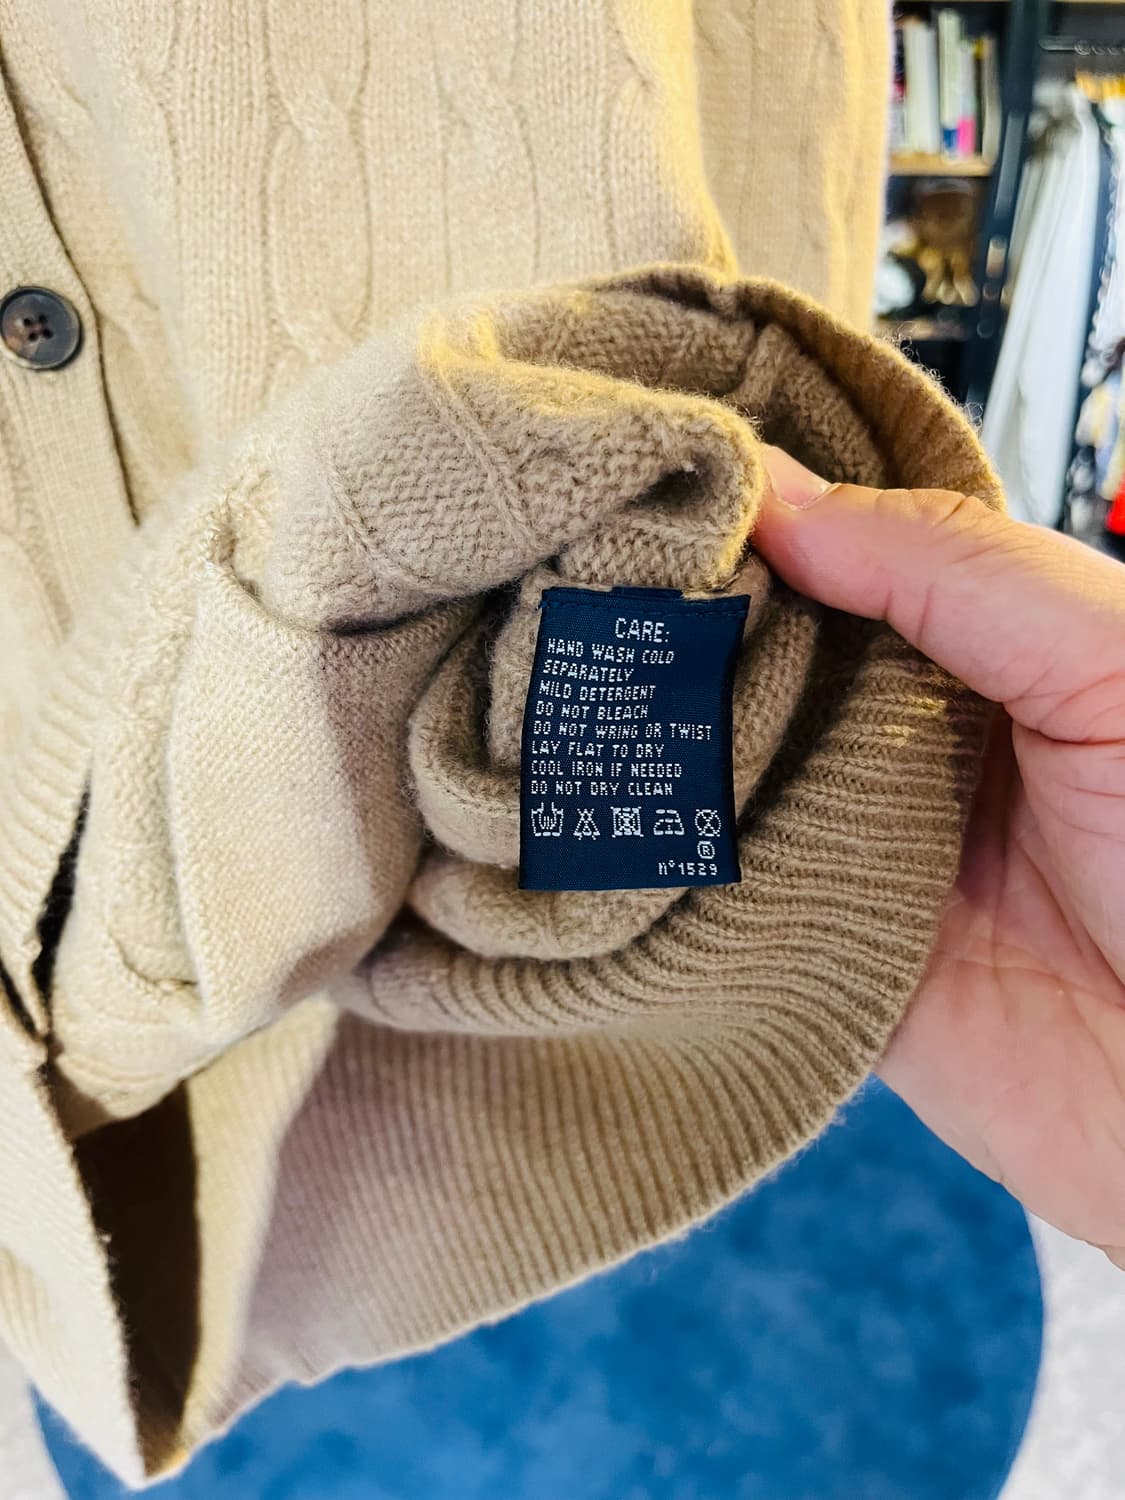 CARE:
HAND WASH COLD
SEPARATELY
MILD DETERGENT
DO NOT BLEACH
DO NOT WRING OR TWIST
LAY FLAT TO DRY
COOL IRON IF NEEDED
DO NOT DRY CLEAN
®
n°1529